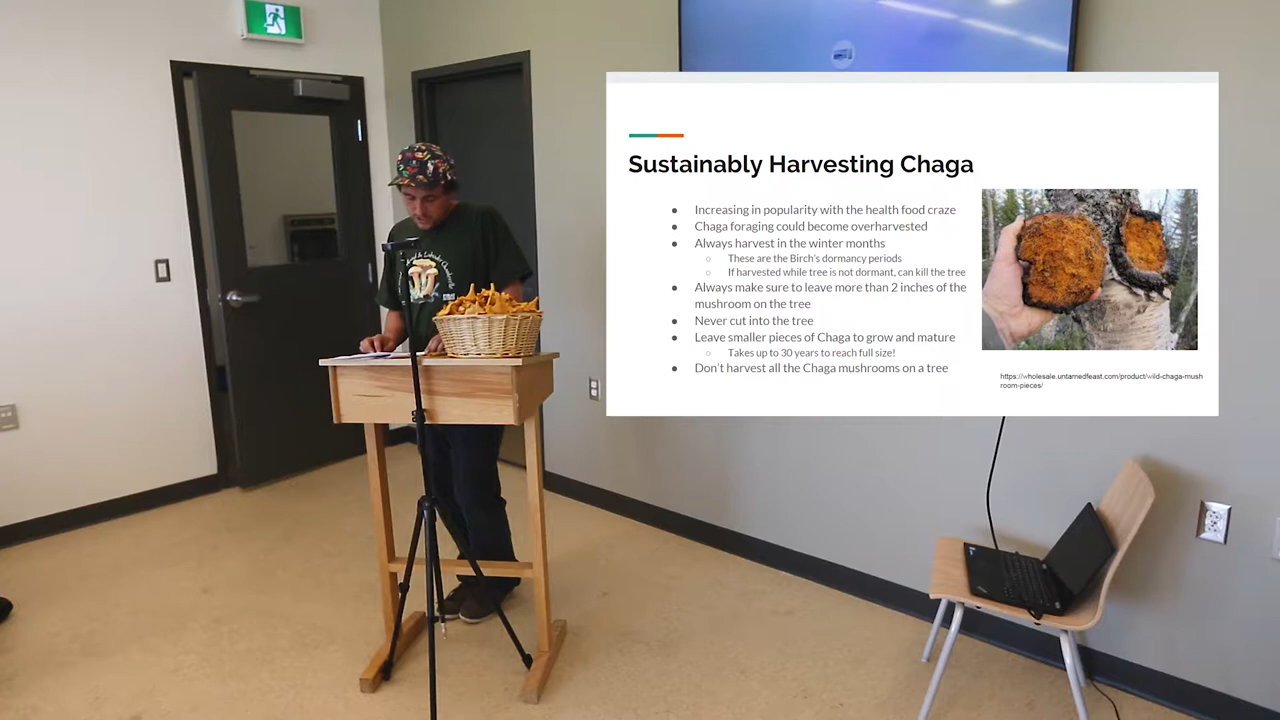 Sustainably Harvesting Chaga
● Increasing in popularity with the health food craze
● Chaga foraging could become overharvested
● Always harvest in the winter months
○ These are the Birch's dormancy periods
○ If harvested while tree is not dormant, can kill the tree
● Always make sure to leave more than 2 inches of the
mushroom on the tree
● Never cut into the tree
● Leave smaller pieces of Chaga to grow and mature
○ Takes up to 30 years to reach full size!
● Don't harvest all the Chaga mushrooms on a tree
https://wholesale.untamedfeast.com/product/wild-chaga-mush
room-pieces/